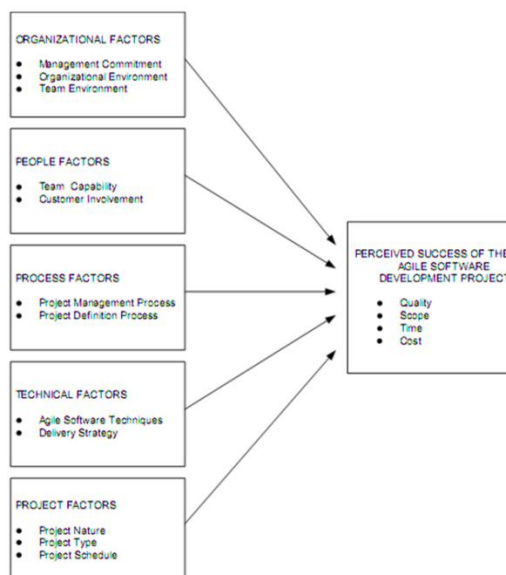 ORGANIZATIONAL FACTORS
● Management Commitment
● Organizational Environment
● Team Environment
PEOPLE FACTORS
● Team Capability
● Customer Involvement
PROCESS FACTORS
● Project Management Process
● Project Definition Process
TECHNICAL FACTORS
● Agile Software Techniques
● Delivery Strategy
PROJECT FACTORS
● Project Nature
● Project Type
● Project Schedule
PERCEIVED SUCCESS OF THE
AGILE SOFTWARE
DEVELOPMENT PROJECT
● Quality
● Scope
● Time
● Cost